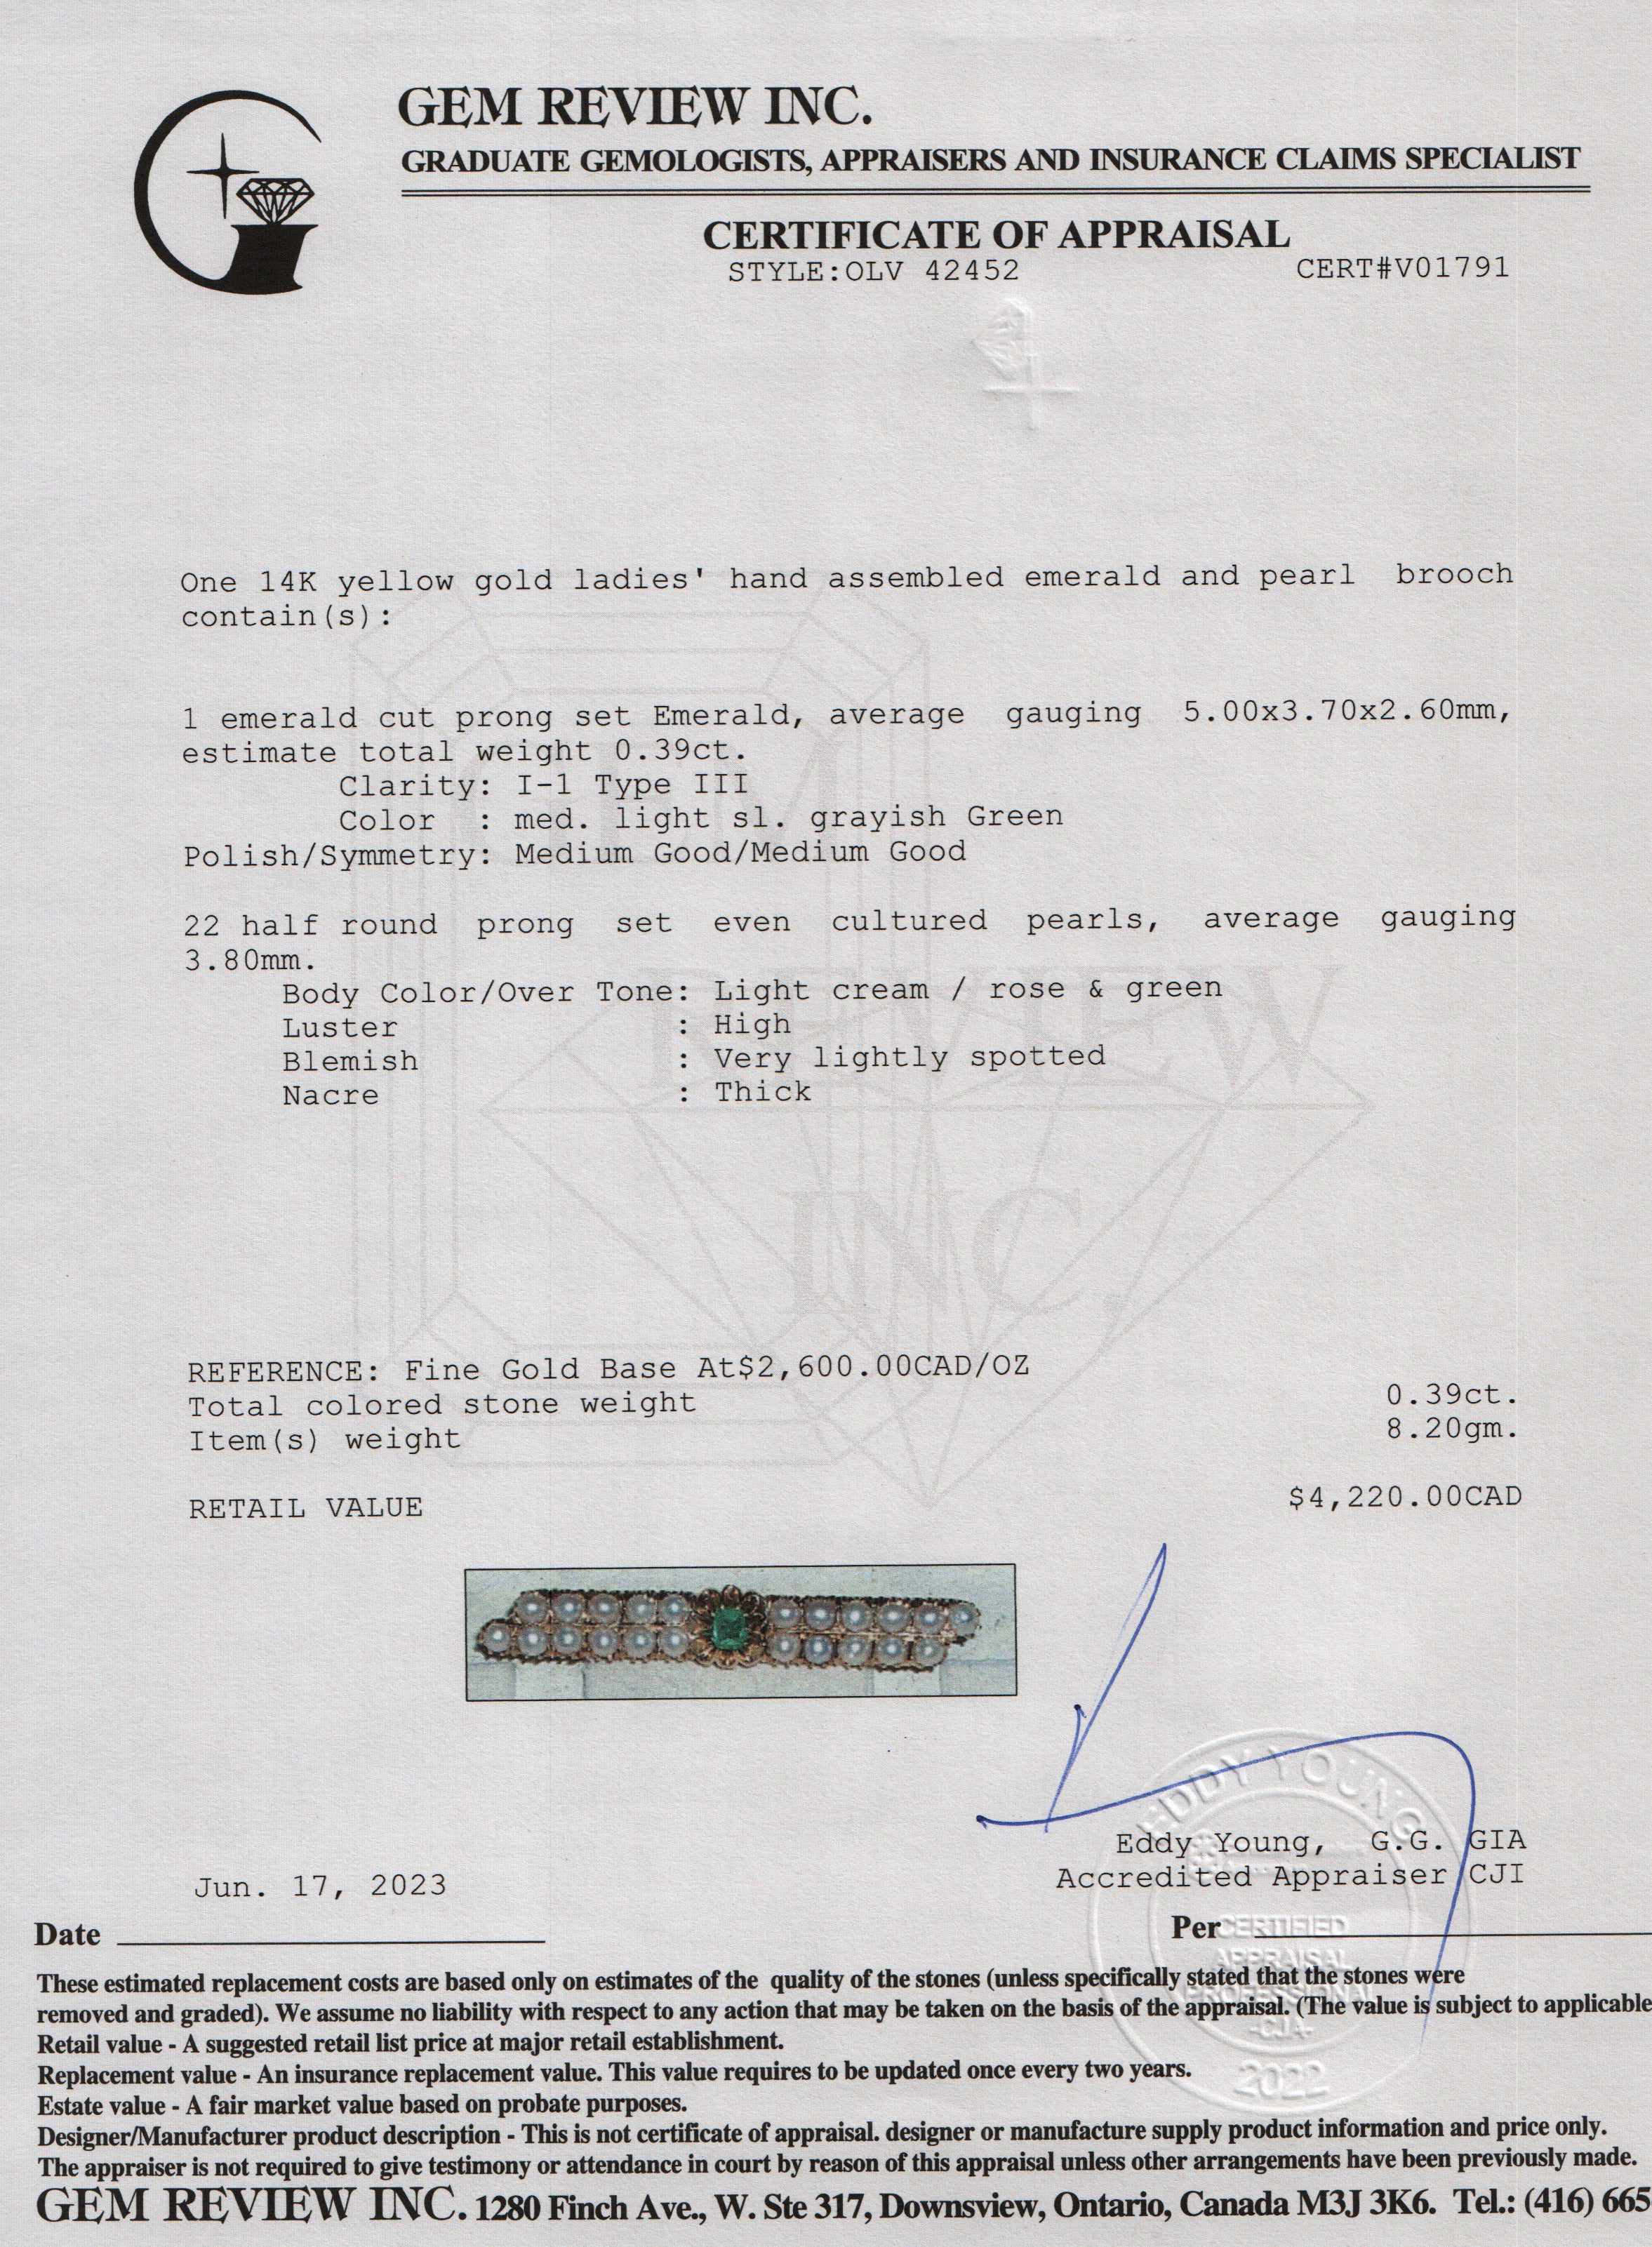 GEM REVIEW INC.
GRADUATE GEMOLOGISTS, APPRAISERS AND INSURANCE CLAIMS SPECIALIST
CERTIFICATE OF APPRAISAL
STYLE:OLV 42452
CERT#V01791
One 14K yellow gold ladies' hand assembled emerald and pearl brooch
contain(s):
1 emerald cut prong set Emerald, average gauging 5.00x3.70x2.60mm,
estimate total weight 0.39ct.
Clarity: I-1 Type III
Color : med. light sl. grayish Green
Polish/Symmetry: Medium Good/Medium Good
22 half round prong set even cultured pearls, average gauging
3.80mm.
Body Color/Over Tone: Light cream / rose & green
Luster : High
Blemish : Very lightly spotted
Nacre : Thick
REVIEW
INC.
REFERENCE: Fine Gold Base At$2,600.00CAD/OZ
Total colored stone weight 0.39ct.
Item(s) weight 8.20gm.
RETAIL VALUE $4,220.00CAD
EDDY YOUNG
Eddy Young, G.G. GIA
Accredited Appraiser CJI
Jun. 17, 2023
Date
Per
CERTIFIED
APPRAISAL
PROFESSIONAL
-CJA-
2022
These estimated replacement costs are based only on estimates of the quality of the stones (unless specifically stated that the stones were
removed and graded). We assume no liability with respect to any action that may be taken on the basis of the appraisal. (The value is subject to applicable
Retail value - A suggested retail list price at major retail establishment.
Replacement value - An insurance replacement value. This value requires to be updated once every two years.
Estate value - A fair market value based on probate purposes.
Designer/Manufacturer product description - This is not certificate of appraisal. designer or manufacture supply product information and price only.
The appraiser is not required to give testimony or attendance in court by reason of this appraisal unless other arrangements have been previously made.
GEM REVIEW INC. 1280 Finch Ave., W. Ste 317, Downsview, Ontario, Canada M3J 3K6. Tel.: (416) 665